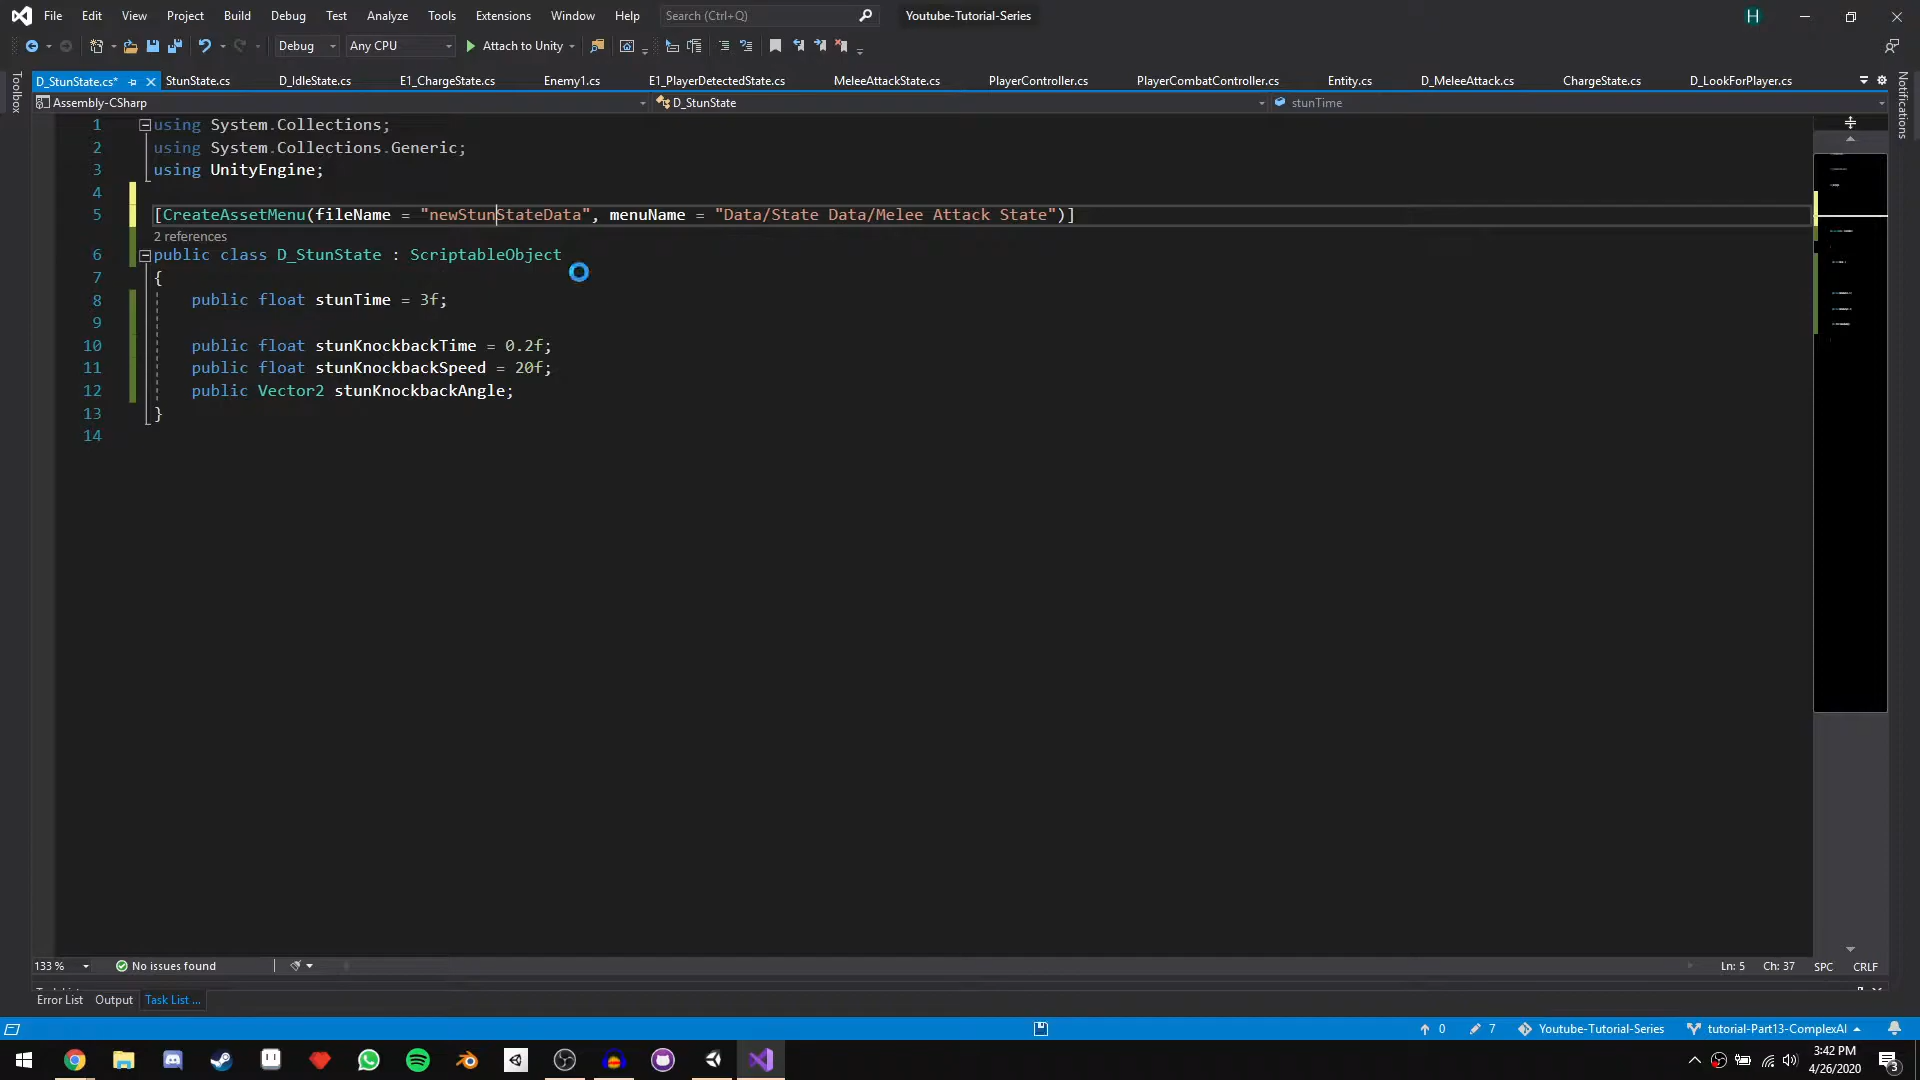 File Edit View Project Build Debug Test Analyze Tools Extensions Window Help Search (Ctrl+Q) Youtube-Tutorial-Series H
Debug Any CPU Attach to Unity
Toolbox
D_StunState.cs* StunState.cs D_IdleState.cs E1_ChargeState.cs Enemy1.cs E1_PlayerDetectedState.cs MeleeAttackState.cs PlayerController.cs PlayerCombatController.cs Entity.cs D_MeleeAttack.cs ChargeState.cs D_LookForPlayer.cs
Notifications
Assembly-CSharp D_StunState stunTime
1 using System.Collections;
2 using System.Collections.Generic;
3 using UnityEngine;
4
5 [CreateAssetMenu(fileName = "newStunStateData", menuName = "Data/State Data/Melee Attack State")]
2 references
6 public class D_StunState : ScriptableObject
7 {
8 public float stunTime = 3f;
9
10 public float stunKnockbackTime = 0.2f;
11 public float stunKnockbackSpeed = 20f;
12 public Vector2 stunKnockbackAngle;
13 }
14
133 % No issues found Ln: 5 Ch: 37 SPC CRLF
Error List Output Task List ...
0 7 Youtube-Tutorial-Series tutorial-Part13-ComplexAI
3:42 PM
4/26/2020
3